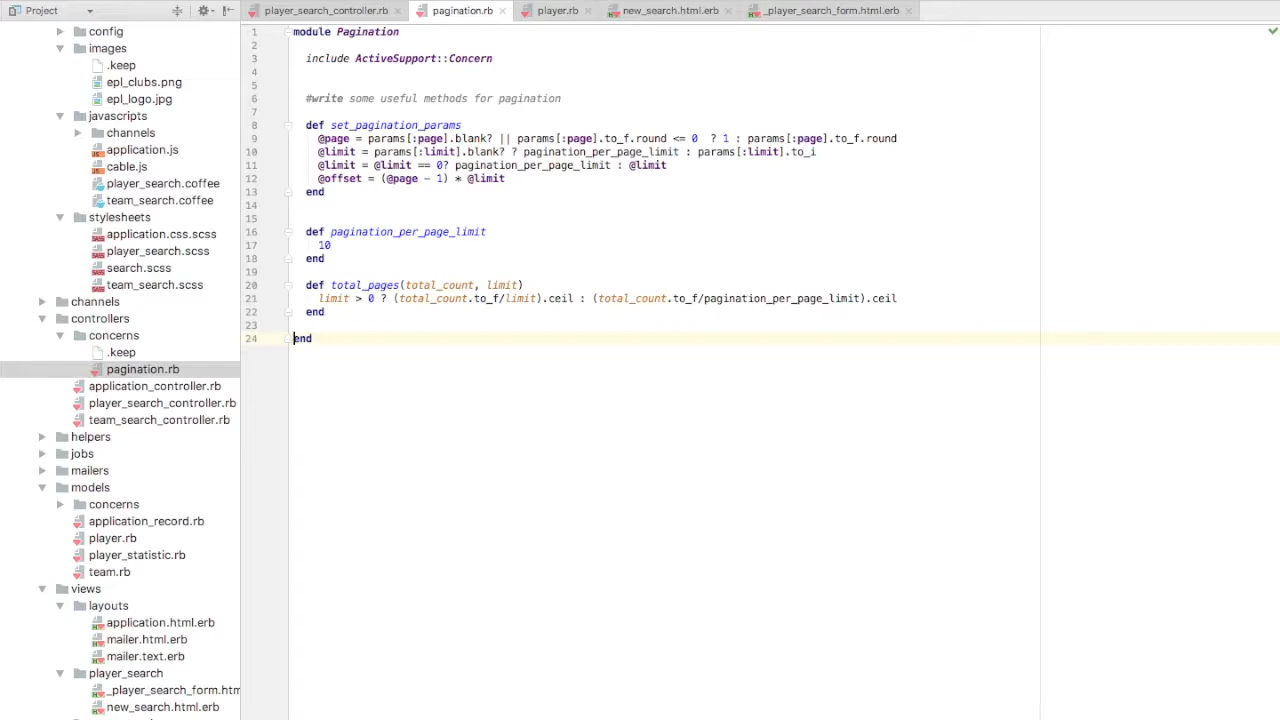 Project
player_search_controller.rb
pagination.rb
player.rb
new_search.html.erb
_player_search_form.html.erb
config
images
.keep
epl_clubs.png
epl_logo.jpg
javascripts
channels
application.js
cable.js
player_search.coffee
team_search.coffee
stylesheets
application.css.scss
player_search.scss
search.scss
team_search.scss
channels
controllers
concerns
.keep
pagination.rb
application_controller.rb
player_search_controller.rb
team_search_controller.rb
helpers
jobs
mailers
models
concerns
application_record.rb
player.rb
player_statistic.rb
team.rb
views
layouts
application.html.erb
mailer.html.erb
mailer.text.erb
player_search
_player_search_form.htm
new_search.html.erb
1 module Pagination
2
3 include ActiveSupport::Concern
4
5
6 #write some useful methods for pagination
7
8 def set_pagination_params
9 @page = params[:page].blank? || params[:page].to_f.round <= 0  ? 1 : params[:page].to_f.round
10 @limit = params[:limit].blank? ? pagination_per_page_limit : params[:limit].to_i
11 @limit = @limit == 0? pagination_per_page_limit : @limit
12 @offset = (@page - 1) * @limit
13 end
14
15
16 def pagination_per_page_limit
17 10
18 end
19
20 def total_pages(total_count, limit)
21 limit > 0 ? (total_count.to_f/limit).ceil : (total_count.to_f/pagination_per_page_limit).ceil
22 end
23
24 end